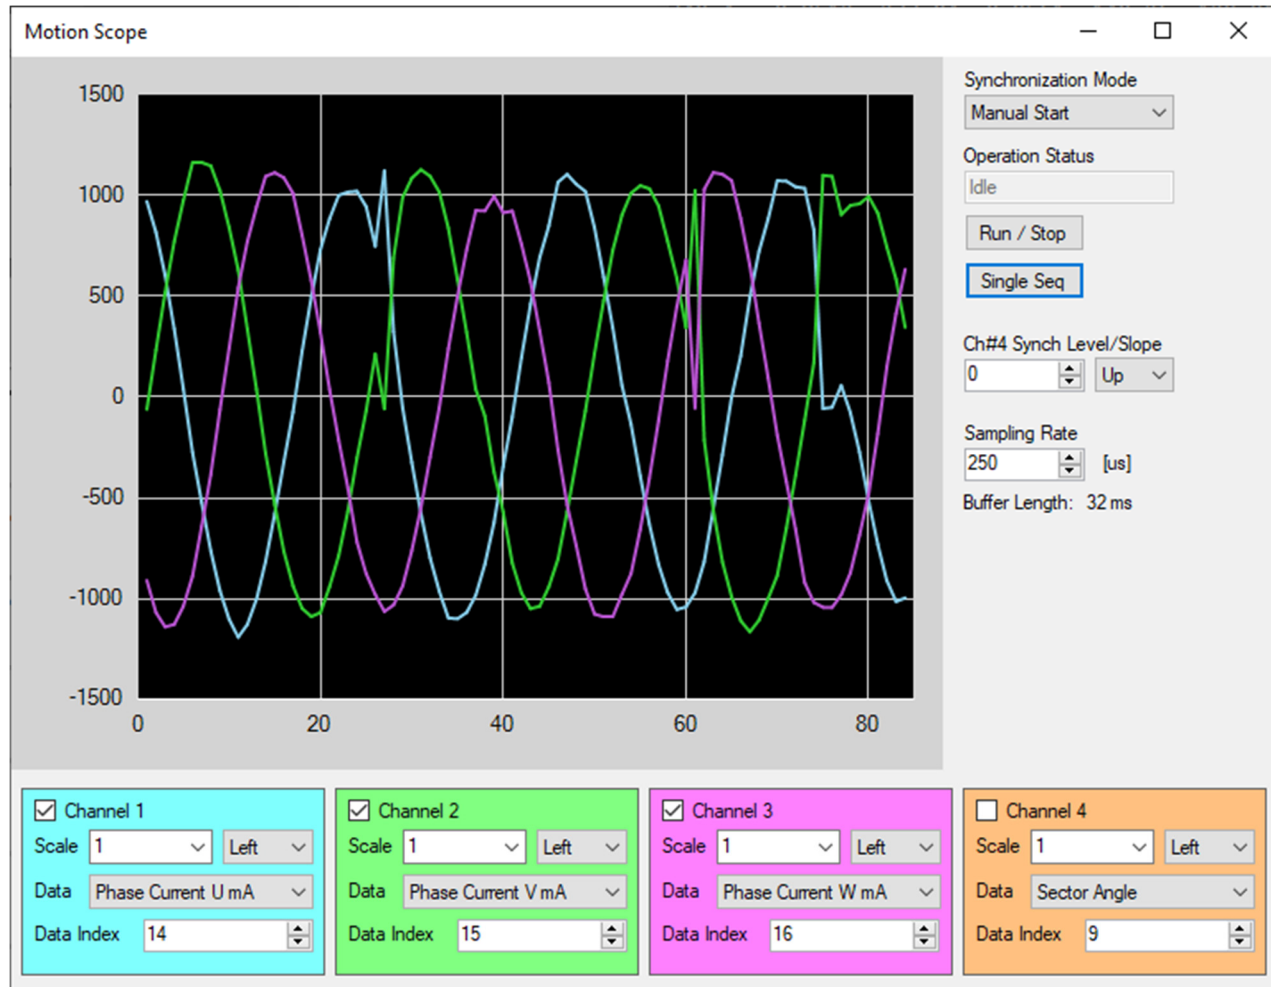 Motion Scope
1500
1000
500
0
-500
-1000
-1500
0 20 40 60 80
Synchronization Mode
Manual Start
Operation Status
Idle
Run / Stop
Single Seq
Ch#4 Synch Level/Slope
0 Up
Sampling Rate
250 [us]
Buffer Length: 32 ms
Channel 1
Scale 1 Left
Data Phase Current U mA
Data Index 14
Channel 2
Scale 1 Left
Data Phase Current V mA
Data Index 15
Channel 3
Scale 1 Left
Data Phase Current W mA
Data Index 16
Channel 4
Scale 1 Left
Data Sector Angle
Data Index 9